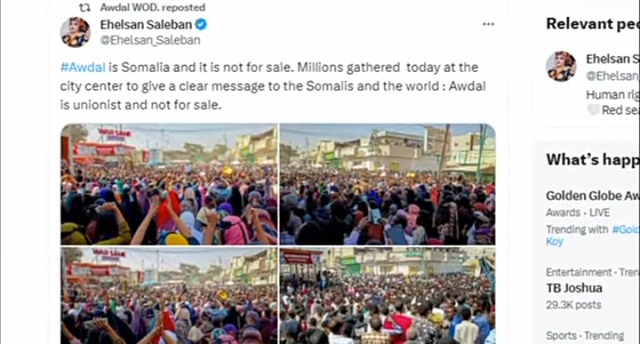 Awdal WOD. reposted
Ehelsan Saleban
@Ehelsan_Saleban
#Awdal is Somalia and it is not for sale. Millions gathered today at the
city center to give a clear message to the Somalis and the world : Awdal
is unionist and not for sale.
Relevant peo
Ehelsan S
@Ehelsan
Human rig
Red sea
What's happ
Golden Globe Aw
Awards · LIVE
Trending with #Gold
Koy
Entertainment · Tren
TB Joshua
29.3K posts
Sports · Trending